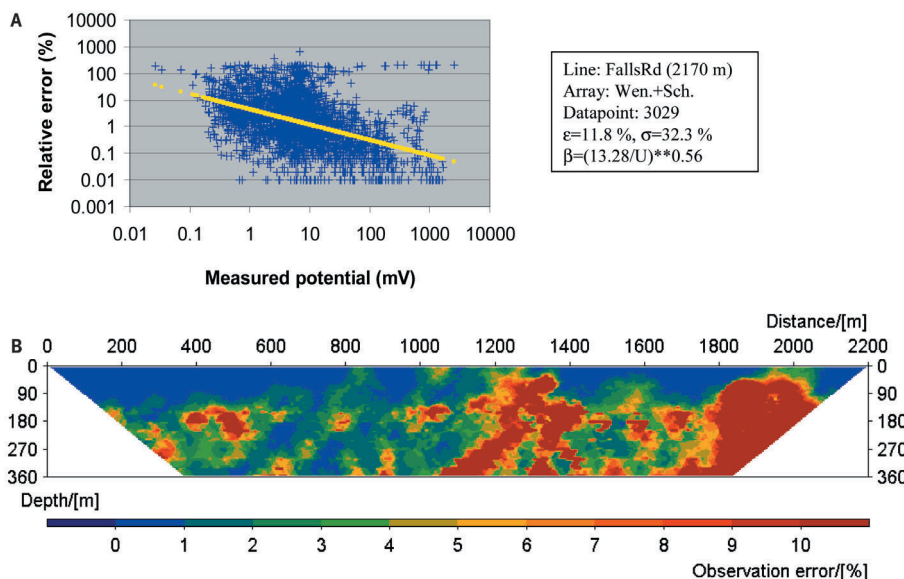 A
Relative error (%)
10000
1000
100
10
1
0.1
0.01
0.001
0.01 0.1 1 10 100 1000 10000
Measured potential (mV)
Line: FallsRd (2170 m)
Array: Wen.+Sch.
Datapoint: 3029
ε=11.8 %, σ=32.3 %
β=(13.28/U)**0.56
Distance/[m]
B
0 200 400 600 800 1000 1200 1400 1600 1800 2000 2200
0 0
90 90
180 180
270 270
360 360
Depth/[m]
0 1 2 3 4 5 6 7 8 9 10
Observation error/[%]